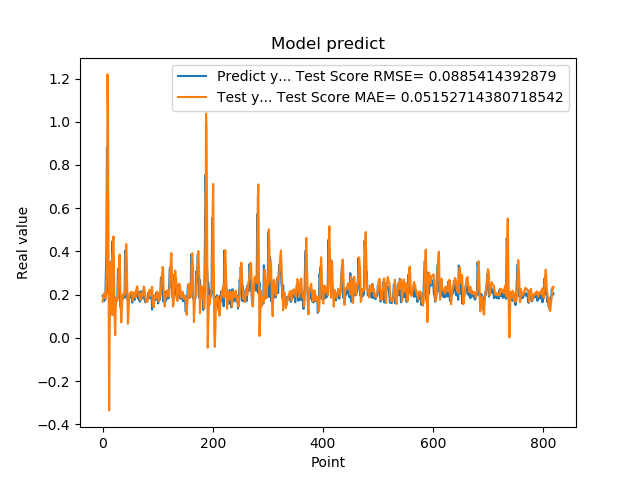 Model predict
Predict y... Test Score RMSE= 0.0885414392879
Test y... Test Score MAE= 0.05152714380718542
Real value
1.2
1.0
0.8
0.6
0.4
0.2
0.0
−0.2
−0.4
0
200
400
600
800
Point